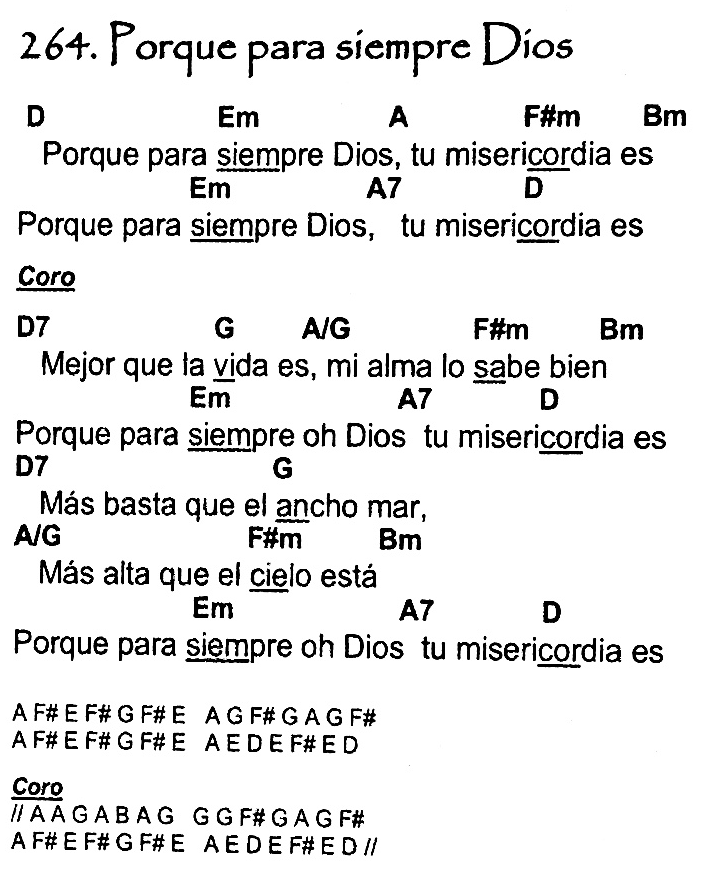 264. Porque para siempre Dios
D Em A F#m Bm
Porque para siempre Dios, tu misericordia es
Em A7 D
Porque para siempre Dios, tu misericordia es
Coro
D7 G A/G F#m Bm
Mejor que la vida es, mi alma lo sabe bien
Em A7 D
Porque para siempre oh Dios tu misericordia es
D7 G
Más basta que el ancho mar,
A/G F#m Bm
Más alta que el cielo está
Em A7 D
Porque para siempre oh Dios tu misericordia es
A F# E F# G F# E A G F# G A G F#
A F# E F# G F# E A E D E F# E D
Coro
// A A G A B A G G G F# G A G F#
A F# E F# G F# E A E D E F# E D //